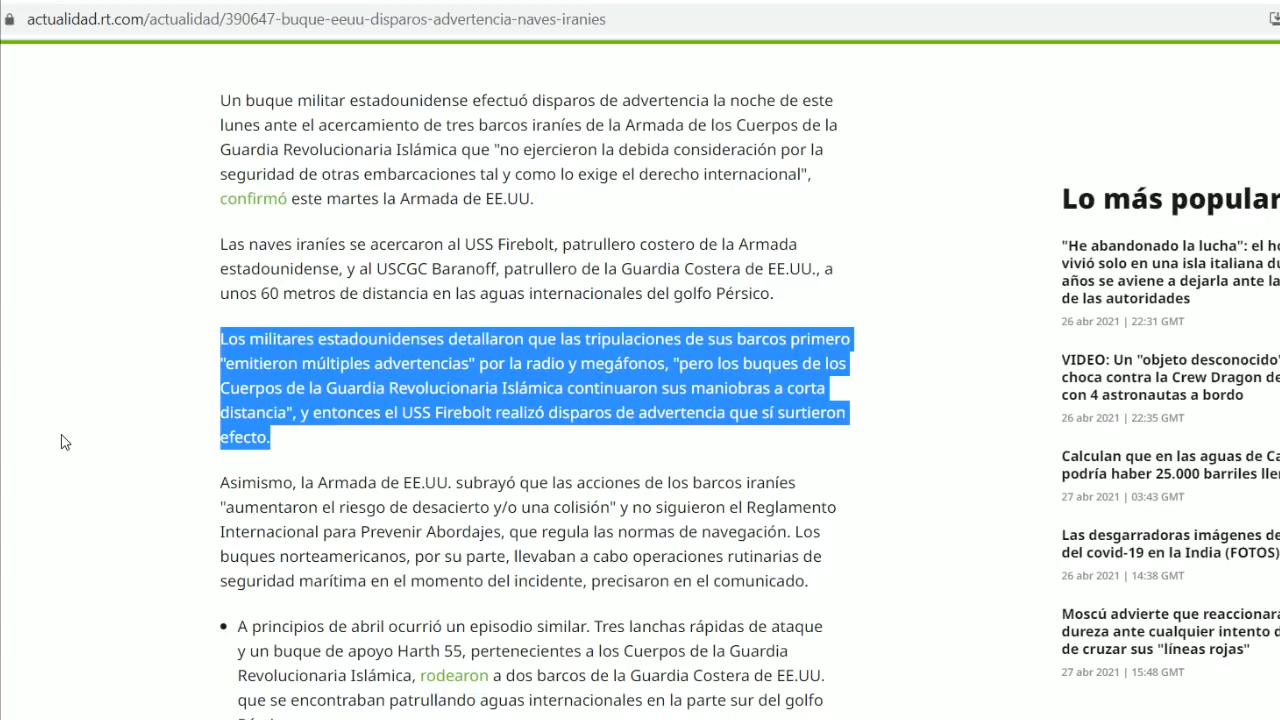 actualidad.rt.com/actualidad/390647-buque-eeuu-disparos-advertencia-naves-iranies
Un buque militar estadounidense efectuó disparos de advertencia la noche de este
lunes ante el acercamiento de tres barcos iraníes de la Armada de los Cuerpos de la
Guardia Revolucionaria Islámica que "no ejercieron la debida consideración por la
seguridad de otras embarcaciones tal y como lo exige el derecho internacional",
confirmó este martes la Armada de EE.UU.
Las naves iraníes se acercaron al USS Firebolt, patrullero costero de la Armada
estadounidense, y al USCGC Baranoff, patrullero de la Guardia Costera de EE.UU., a
unos 60 metros de distancia en las aguas internacionales del golfo Pérsico.
Los militares estadounidenses detallaron que las tripulaciones de sus barcos primero
"emitieron múltiples advertencias" por la radio y megáfonos, "pero los buques de los
Cuerpos de la Guardia Revolucionaria Islámica continuaron sus maniobras a corta
distancia", y entonces el USS Firebolt realizó disparos de advertencia que sí surtieron
efecto.
Asimismo, la Armada de EE.UU. subrayó que las acciones de los barcos iraníes
"aumentaron el riesgo de desacierto y/o una colisión" y no siguieron el Reglamento
Internacional para Prevenir Abordajes, que regula las normas de navegación. Los
buques norteamericanos, por su parte, llevaban a cabo operaciones rutinarias de
seguridad marítima en el momento del incidente, precisaron en el comunicado.
• A principios de abril ocurrió un episodio similar. Tres lanchas rápidas de ataque
y un buque de apoyo Harth 55, pertenecientes a los Cuerpos de la Guardia
Revolucionaria Islámica, rodearon a dos barcos de la Guardia Costera de EE.UU.
que se encontraban patrullando aguas internacionales en la parte sur del golfo
Lo más popular
"He abandonado la lucha": el
vivió solo en una isla italiana
años se aviene a dejarla ante
de las autoridades
26 abr 2021 | 22:31 GMT
VIDEO: Un "objeto desconocido"
choca contra la Crew Dragon
con 4 astronautas a bordo
26 abr 2021 | 22:35 GMT
Calculan que en las aguas de
podría haber 25.000 barriles
27 abr 2021 | 03:43 GMT
Las desgarradoras imágenes
del covid-19 en la India (FOTOS)
26 abr 2021 | 14:38 GMT
Moscú advierte que reaccionará
dureza ante cualquier intento
de cruzar sus "líneas rojas"
27 abr 2021 | 15:48 GMT